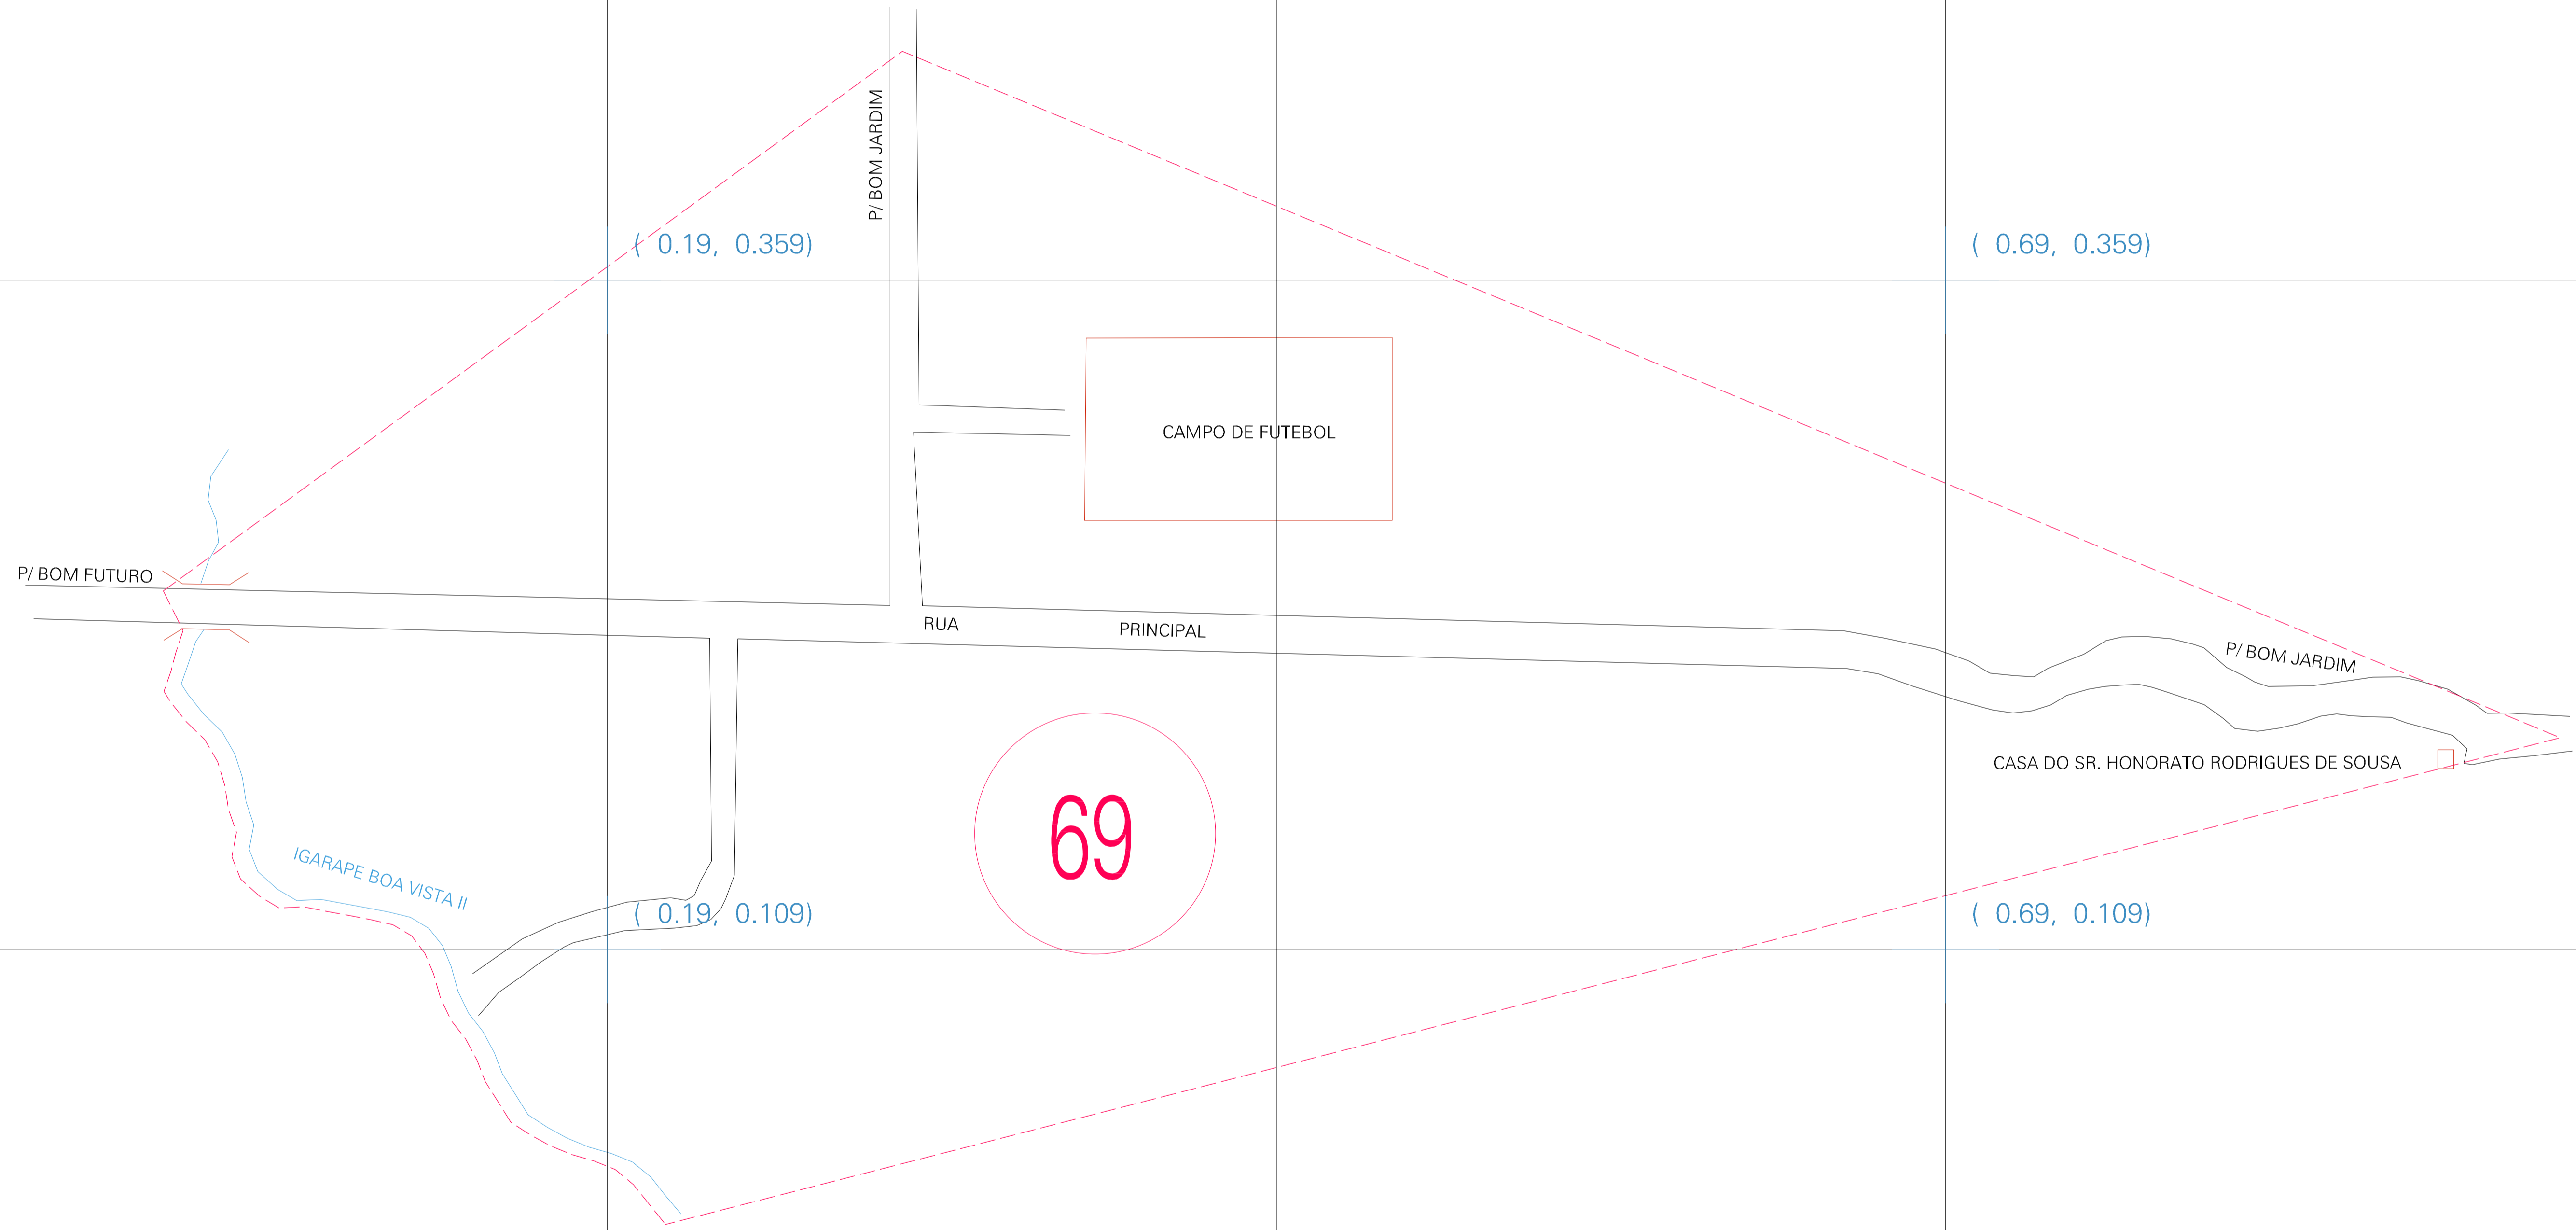 P/ BOM JARDIM
( 0.19, 0.359)
( 0.69, 0.359)
CAMPO DE FUTEBOL
P/ BOM FUTURO
RUA PRINCIPAL
P/ BOM JARDIM
CASA DO SR. HONORATO RODRIGUES DE SOUSA
69
IGARAPE BOA VISTA II
( 0.19, 0.109)
( 0.69, 0.109)